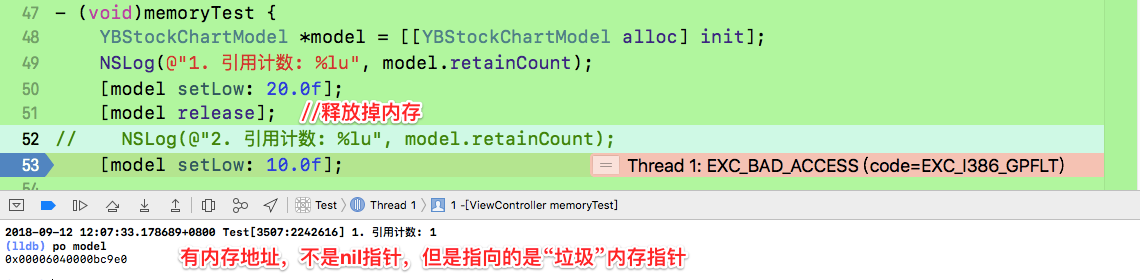 47 - (void)memoryTest {
48 YBStockChartModel *model = [[YBStockChartModel alloc] init];
49 NSLog(@"1. 引用计数: %lu", model.retainCount);
50 [model setLow: 20.0f];
51 [model release]; //释放掉内存
52 // NSLog(@"2. 引用计数: %lu", model.retainCount);
53 [model setLow: 10.0f]; Thread 1: EXC_BAD_ACCESS (code=EXC_I386_GPFLT)
Test Thread 1 1 -[ViewController memoryTest]
2018-09-12 12:07:33.178689+0800 Test[3507:2242616] 1. 引用计数: 1
(lldb) po model
0x00006040000bc9e0
有内存地址，不是nil指针，但是指向的是“垃圾”内存指针